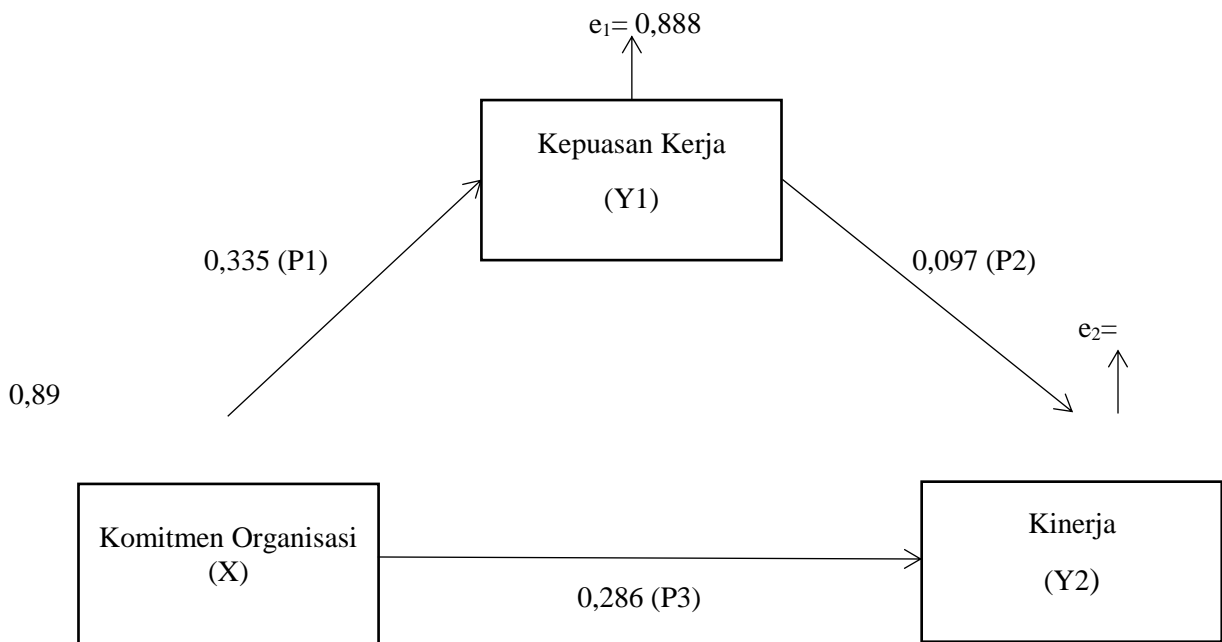 e₁= 0,888
Kepuasan Kerja
(Y1)
0,335 (P1)
0,097 (P2)
e₂=
0,89
Komitmen Organisasi
(X)
Kinerja
(Y2)
0,286 (P3)